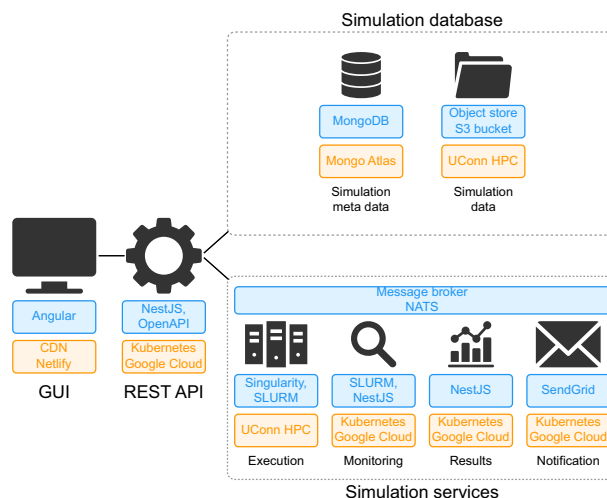 Simulation database
MongoDB
Mongo Atlas
Simulation
meta data
Object store
S3 bucket
UConn HPC
Simulation
data
Angular
CDN
Netlify
GUI
NestJS,
OpenAPI
Kubernetes
Google Cloud
REST API
Message broker
NATS
Singularity,
SLURM
UConn HPC
Execution
SLURM,
NestJS
Kubernetes
Google Cloud
Monitoring
NestJS
Kubernetes
Google Cloud
Results
SendGrid
Kubernetes
Google Cloud
Notification
Simulation services